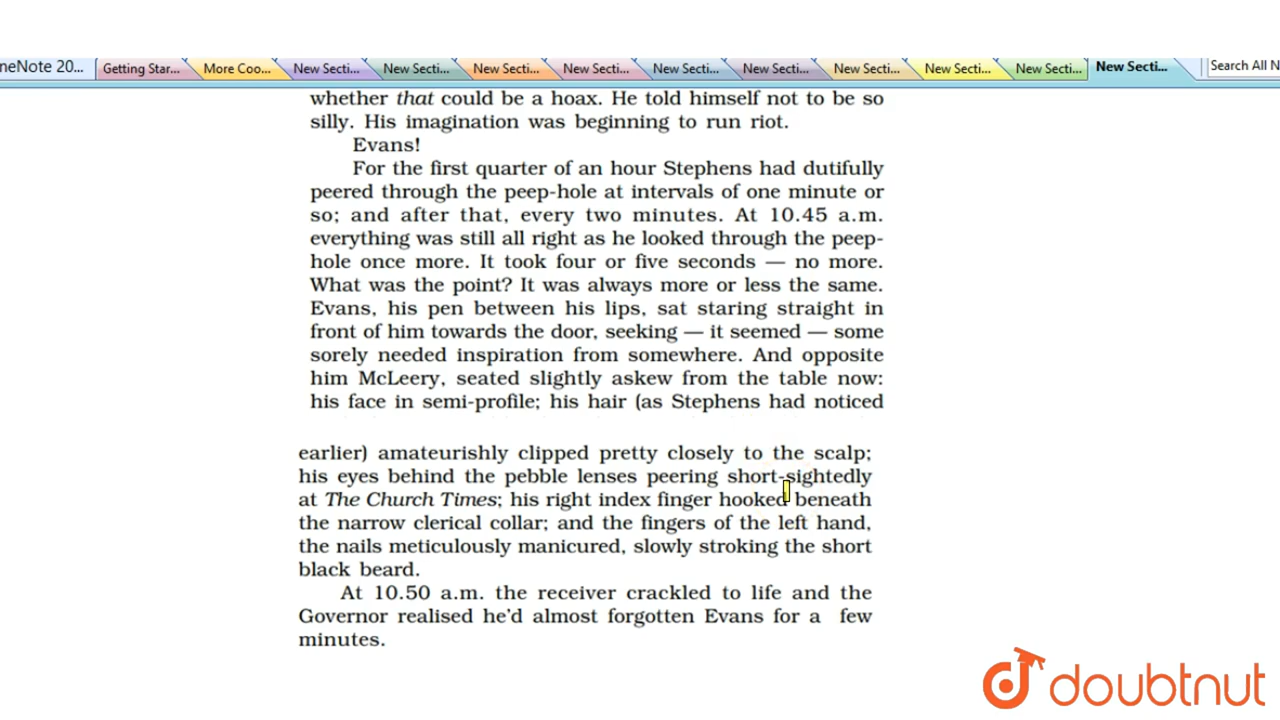 neNote 20...
Getting Star...
More Coo...
New Secti...
New Secti...
New Secti...
New Secti...
New Secti...
New Secti...
New Secti...
New Secti...
New Secti...
New Secti...
Search All N
whether that could be a hoax. He told himself not to be so
silly. His imagination was beginning to run riot.
Evans!
For the first quarter of an hour Stephens had dutifully
peered through the peep-hole at intervals of one minute or
so; and after that, every two minutes. At 10.45 a.m.
everything was still all right as he looked through the peep-
hole once more. It took four or five seconds — no more.
What was the point? It was always more or less the same.
Evans, his pen between his lips, sat staring straight in
front of him towards the door, seeking — it seemed — some
sorely needed inspiration from somewhere. And opposite
him McLeery, seated slightly askew from the table now:
his face in semi-profile; his hair (as Stephens had noticed
earlier) amateurishly clipped pretty closely to the scalp;
his eyes behind the pebble lenses peering short-sightedly
at The Church Times; his right index finger hooked beneath
the narrow clerical collar; and the fingers of the left hand,
the nails meticulously manicured, slowly stroking the short
black beard.
At 10.50 a.m. the receiver crackled to life and the
Governor realised he'd almost forgotten Evans for a few
minutes.
doubtnut